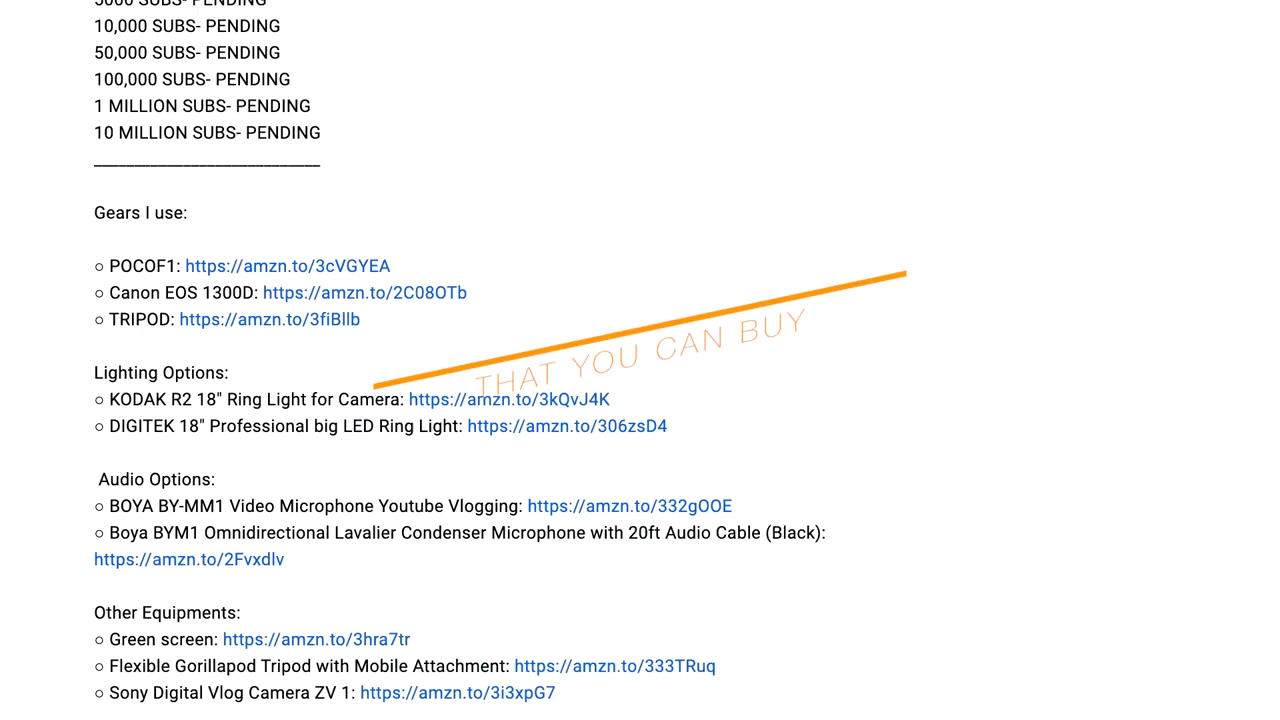 5000 SUBS- PENDING
10,000 SUBS- PENDING
50,000 SUBS- PENDING
100,000 SUBS- PENDING
1 MILLION SUBS- PENDING
10 MILLION SUBS- PENDING
____________________________
Gears I use:
○ POCOF1: https://amzn.to/3cVGYEA
○ Canon EOS 1300D: https://amzn.to/2C08OTb
○ TRIPOD: https://amzn.to/3fiBllb
THAT YOU CAN BUY
Lighting Options:
○ KODAK R2 18" Ring Light for Camera: https://amzn.to/3kQvJ4K
○ DIGITEK 18" Professional big LED Ring Light: https://amzn.to/306zsD4
Audio Options:
○ BOYA BY-MM1 Video Microphone Youtube Vlogging: https://amzn.to/332gOOE
○ Boya BYM1 Omnidirectional Lavalier Condenser Microphone with 20ft Audio Cable (Black):
https://amzn.to/2Fvxdlv
Other Equipments:
○ Green screen: https://amzn.to/3hra7tr
○ Flexible Gorillapod Tripod with Mobile Attachment: https://amzn.to/333TRuq
○ Sony Digital Vlog Camera ZV 1: https://amzn.to/3i3xpG7